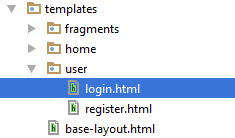 templates
fragments
home
user
login.html
register.html
base-layout.html